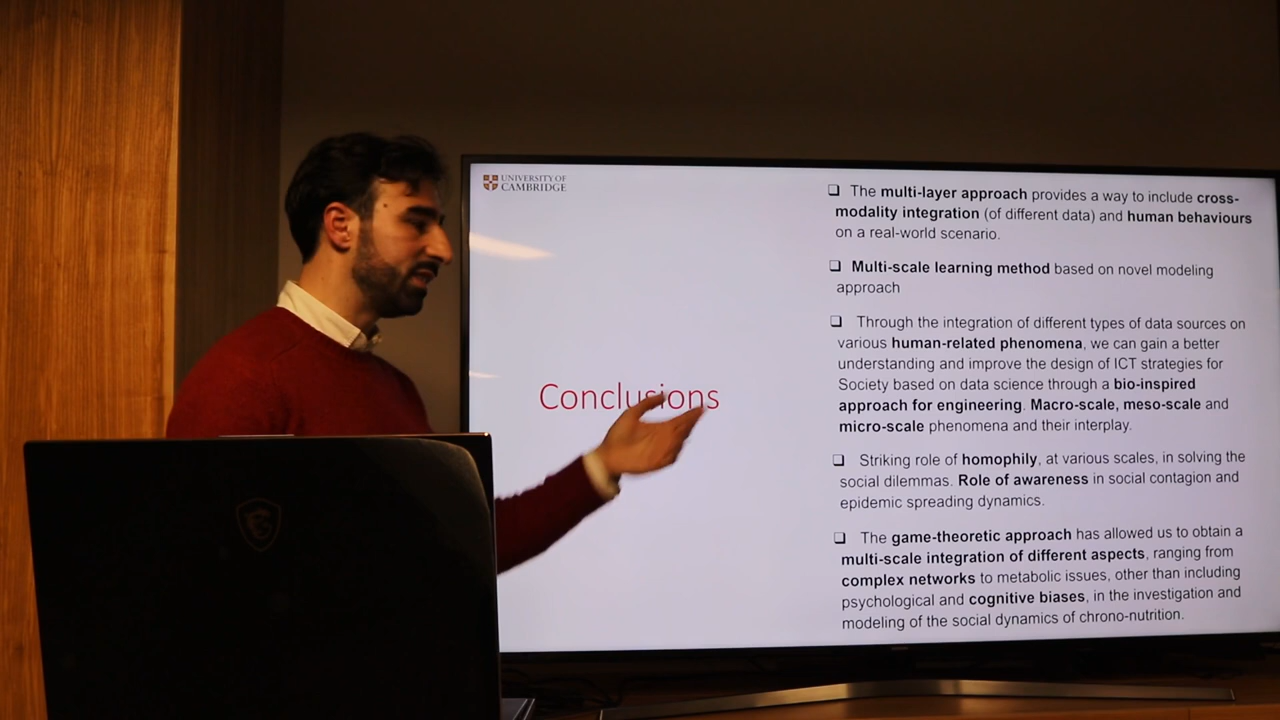 UNIVERSITY OF
CAMBRIDGE
Conclusions
❑ The multi-layer approach provides a way to include cross-
modality integration (of different data) and human behaviours
on a real-world scenario.
❑ Multi-scale learning method based on novel modeling
approach
❑ Through the integration of different types of data sources on
various human-related phenomena, we can gain a better
understanding and improve the design of ICT strategies for
Society based on data science through a bio-inspired
approach for engineering. Macro-scale, meso-scale and
micro-scale phenomena and their interplay.
❑ Striking role of homophily, at various scales, in solving the
social dilemmas. Role of awareness in social contagion and
epidemic spreading dynamics.
❑ The game-theoretic approach has allowed us to obtain a
multi-scale integration of different aspects, ranging from
complex networks to metabolic issues, other than including
psychological and cognitive biases, in the investigation and
modeling of the social dynamics of chrono-nutrition.